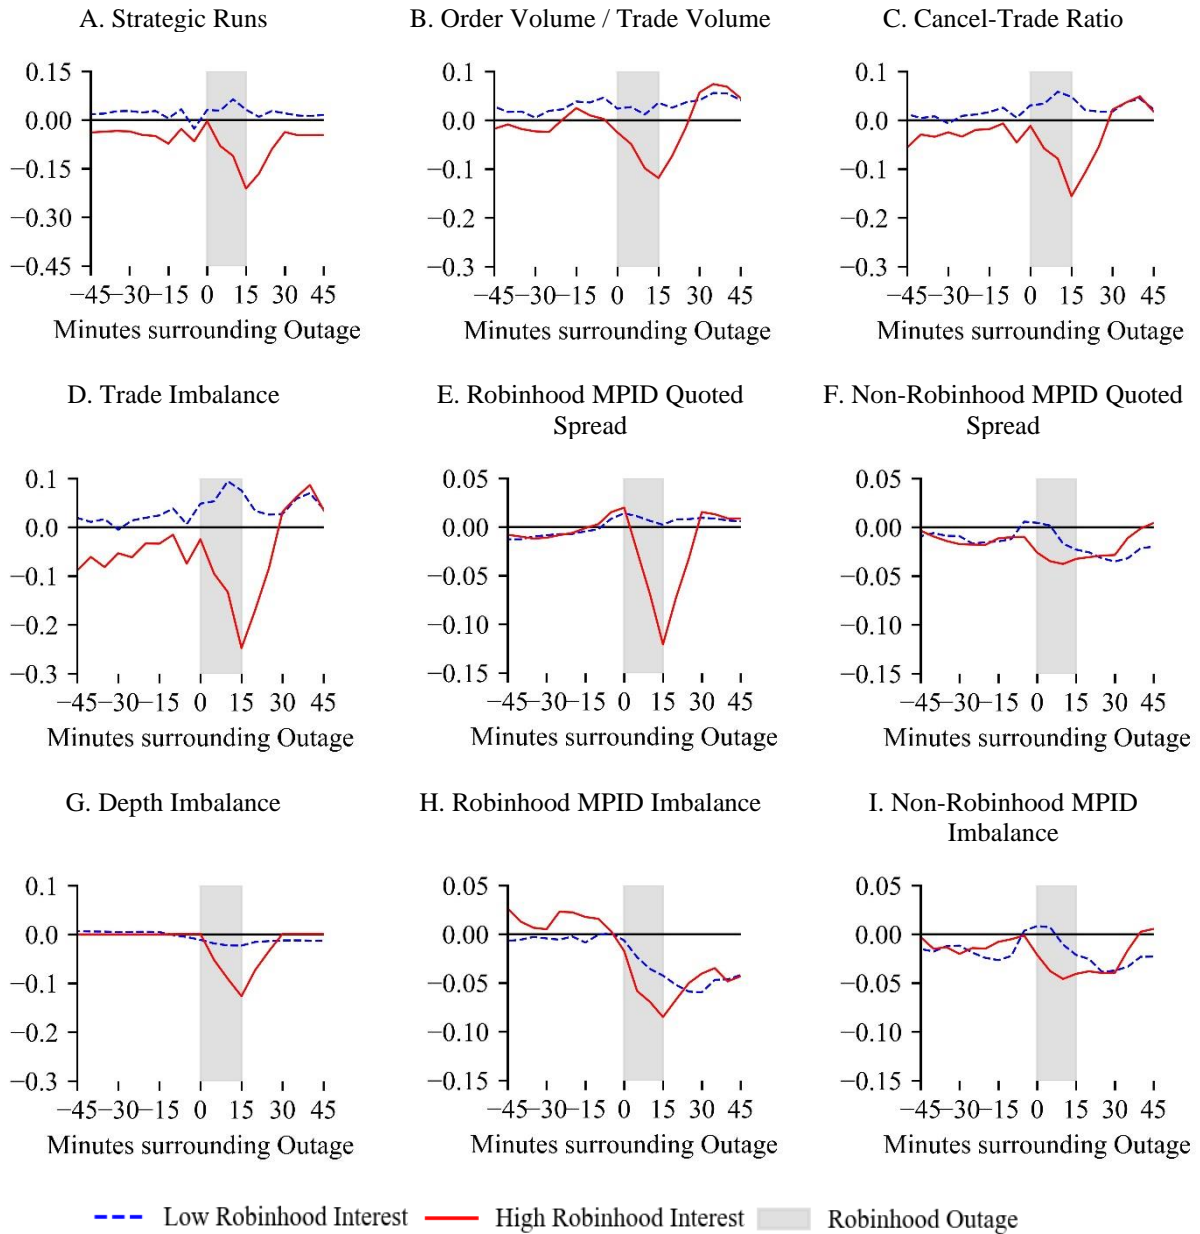 A. Strategic Runs
B. Order Volume / Trade Volume
C. Cancel-Trade Ratio
0.15
0.00
−0.15
−0.30
−0.45
−45 −30 −15 0 15 30 45
Minutes surrounding Outage
0.1
0.0
−0.1
−0.2
−0.3
−45 −30 −15 0 15 30 45
Minutes surrounding Outage
0.1
0.0
−0.1
−0.2
−0.3
−45 −30 −15 0 15 30 45
Minutes surrounding Outage
D. Trade Imbalance
E. Robinhood MPID Quoted
Spread
F. Non-Robinhood MPID Quoted
Spread
0.1
0.0
−0.1
−0.2
−0.3
−45 −30 −15 0 15 30 45
Minutes surrounding Outage
0.05
0.00
−0.05
−0.10
−0.15
−45 −30 −15 0 15 30 45
Minutes surrounding Outage
0.05
0.00
−0.05
−0.10
−0.15
−45 −30 −15 0 15 30 45
Minutes surrounding Outage
G. Depth Imbalance
H. Robinhood MPID Imbalance
I. Non-Robinhood MPID
Imbalance
0.1
0.0
−0.1
−0.2
−0.3
−45 −30 −15 0 15 30 45
Minutes surrounding Outage
0.05
0.00
−0.05
−0.10
−0.15
−45 −30 −15 0 15 30 45
Minutes surrounding Outage
0.05
0.00
−0.05
−0.10
−0.15
−45 −30 −15 0 15 30 45
Minutes surrounding Outage
Low Robinhood Interest
High Robinhood Interest
Robinhood Outage